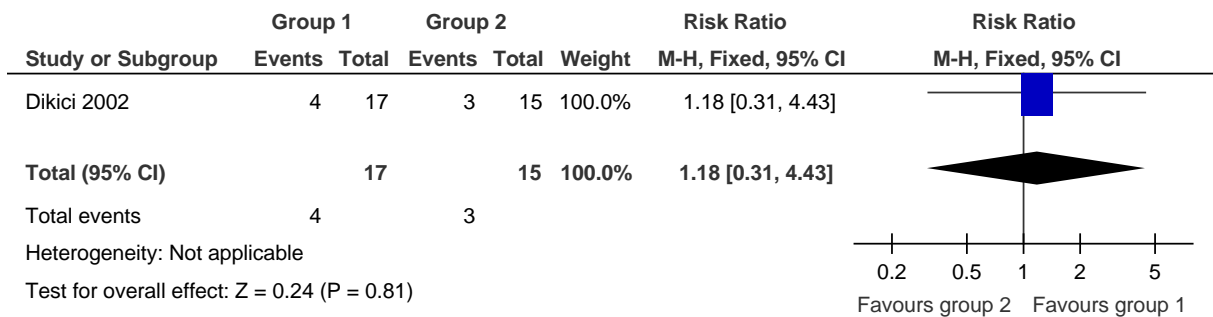 Group 1 Group 2 Risk Ratio Risk Ratio
Study or Subgroup Events Total Events Total Weight M-H, Fixed, 95% CI M-H, Fixed, 95% CI
Dikici 2002 4 17 3 15 100.0% 1.18 [0.31, 4.43]
Total (95% CI) 17 15 100.0% 1.18 [0.31, 4.43]
Total events 4 3
Heterogeneity: Not applicable
Test for overall effect: Z = 0.24 (P = 0.81)
0.2 0.5 1 2 5
Favours group 2 Favours group 1